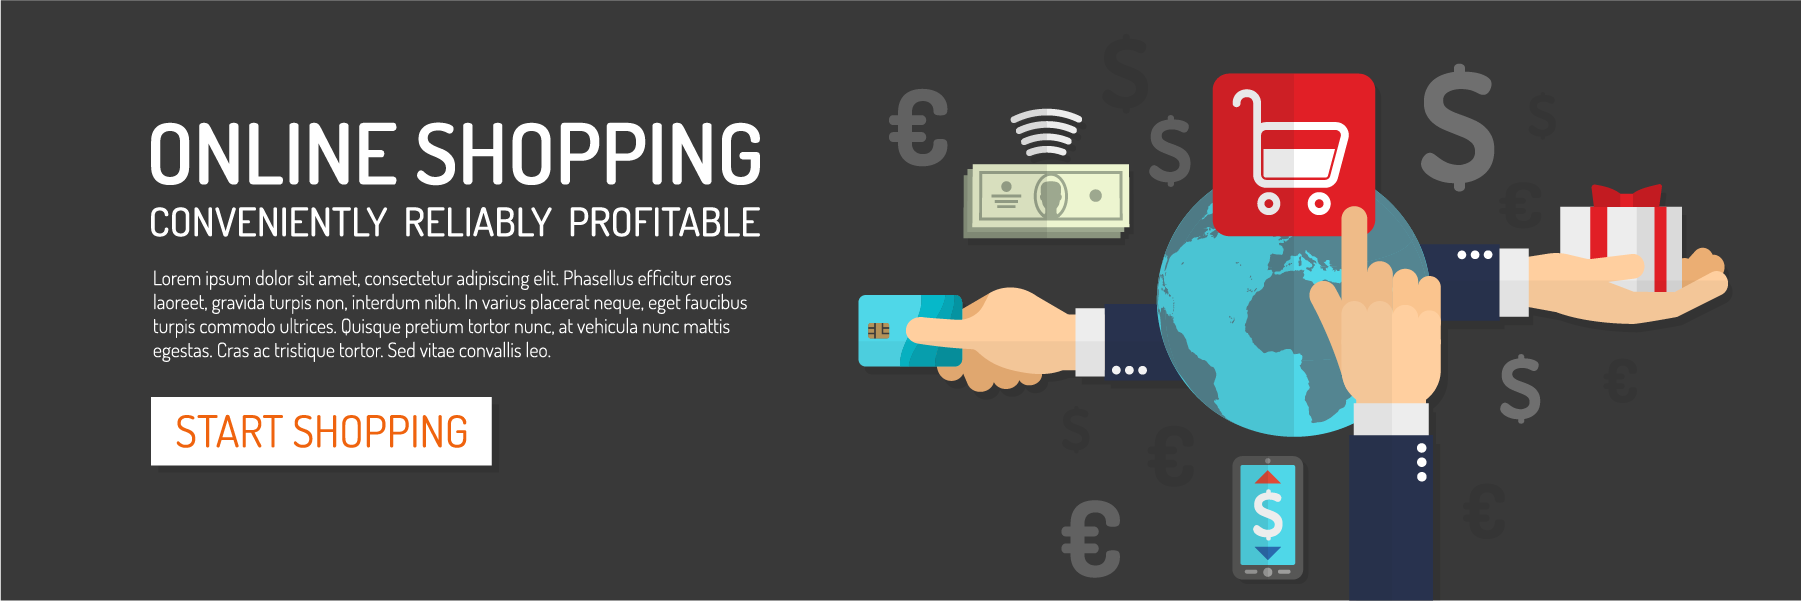 ONLINE SHOPPING
CONVENIENTLY RELIABLY PROFITABLE
Lorem ipsum dolor sit amet, consectetur adipiscing elit. Phasellus efficitur eros
laoreet, gravida turpis non, interdum nibh. In varius placerat neque, eget faucibus
turpis commodo ultrices. Quisque pretium tortor nunc, at vehicula nunc mattis
egestas. Cras ac tristique tortor. Sed vitae convallis leo.
START SHOPPING